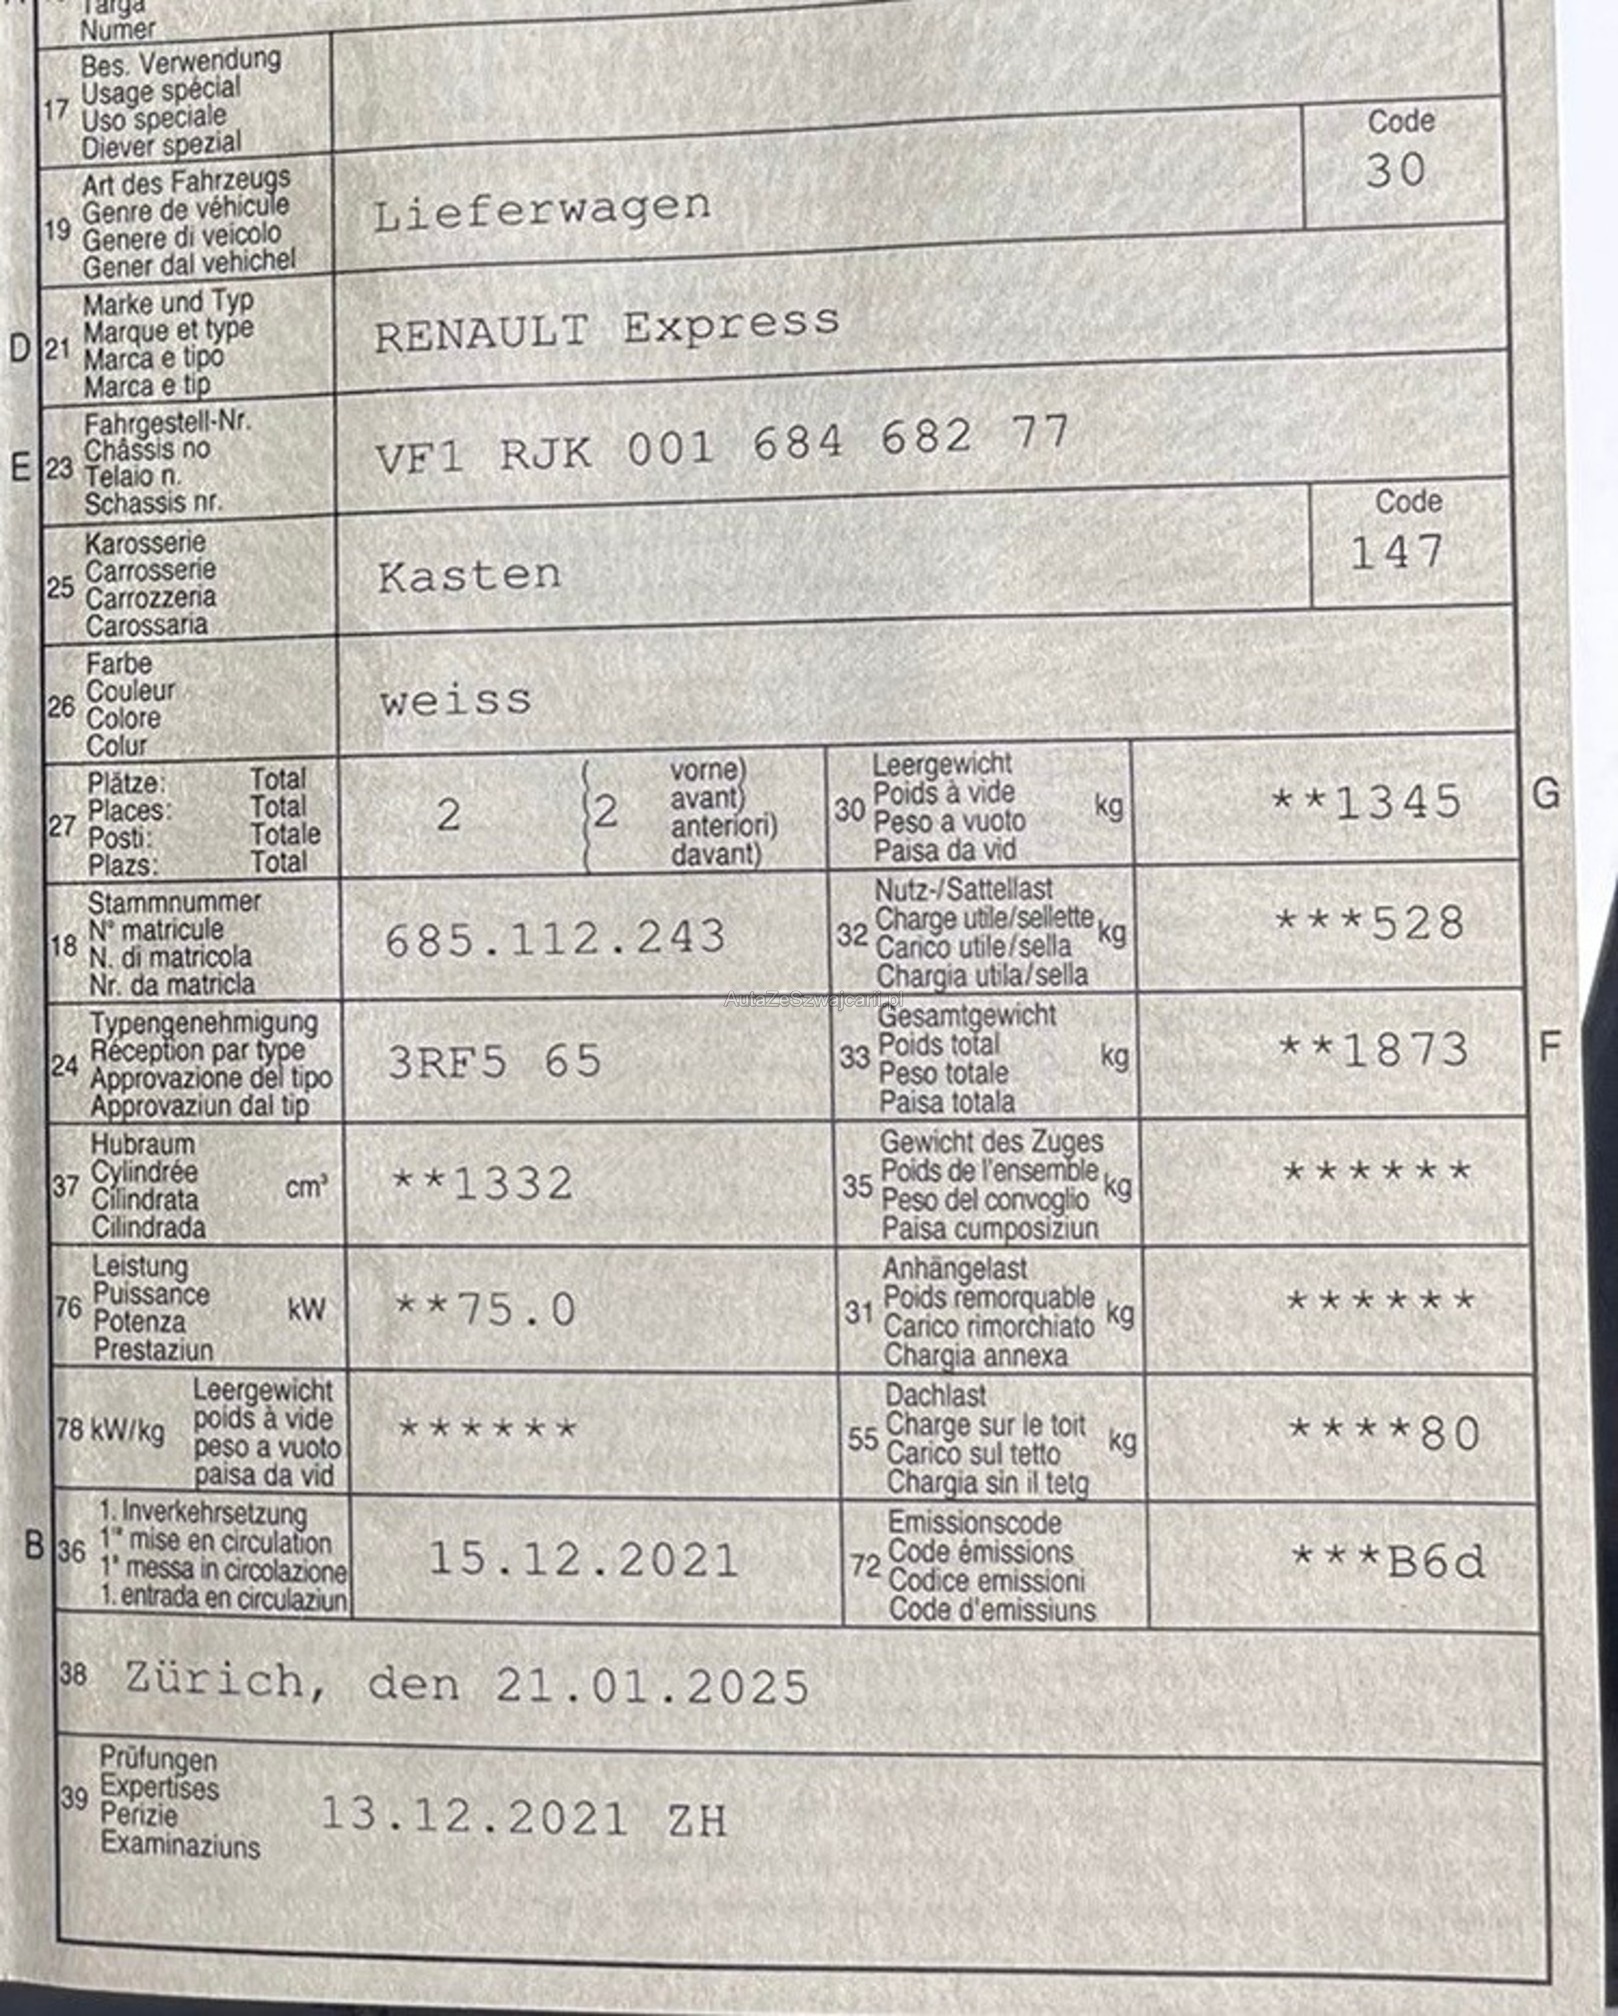 Targa
Numer
17 Bes. Verwendung
Usage spécial
Uso speciale
Diever spezial
19 Art des Fahrzeugs
Genre de véhicule
Genere di veicolo
Gener dal vehichel
Lieferwagen
Code
30
D 21 Marke und Typ
Marque et type
Marca e tipo
Marca e tip
RENAULT Express
E 23 Fahrgestell-Nr.
Châssis no
Telaio n.
Schassis nr.
VF1 RJK 001 684 682 77
25 Karosserie
Carrosserie
Carrozzeria
Carossaria
Kasten
Code
147
26 Farbe
Couleur
Colore
Colur
weiss
27 Plätze: Total
Places: Total
Posti: Totale
Plazs: Total
2 (2 vorne)
avant)
anteriori)
davant)
30 Leergewicht
Poids à vide kg
Peso a vuoto
Paisa da vid
**1345 G
18 Stammnummer
N° matricule
N. di matricola
Nr. da matricla
685.112.243
32 Nutz-/Sattellast
Charge utile/sellette kg
Carico utile/sella
Chargia utila/sella
***528
AutaZeSzwajcarii.pl
24 Typengenehmigung
Réception par type
Approvazione del tipo
Approvaziun dal tip
3RF5 65
33 Gesamtgewicht
Poids total kg
Peso totale
Paisa totala
**1873 F
37 Hubraum
Cylindrée cm³
Cilindrata
Cilindrada
**1332
35 Gewicht des Zuges
Poids de l'ensemble kg
Peso del convoglio
Paisa cumposiziun
******
76 Leistung
Puissance kW
Potenza
Prestaziun
**75.0
31 Anhängelast
Poids remorquable kg
Carico rimorchiato
Chargia annexa
******
78 kW/kg Leergewicht
poids à vide
peso a vuoto
paisa da vid
******
55 Dachlast
Charge sur le toit kg
Carico sul tetto
Chargia sin il tetg
****80
B 36 1. Inverkehrsetzung
1re mise en circulation
1a messa in circolazione
1. entrada en circulaziun
15.12.2021
72 Emissionscode
Code émissions
Codice emissioni
Code d'emissiuns
***B6d
38 Zürich, den 21.01.2025
39 Prüfungen
Expertises
Perizie
Examinaziuns
13.12.2021 ZH